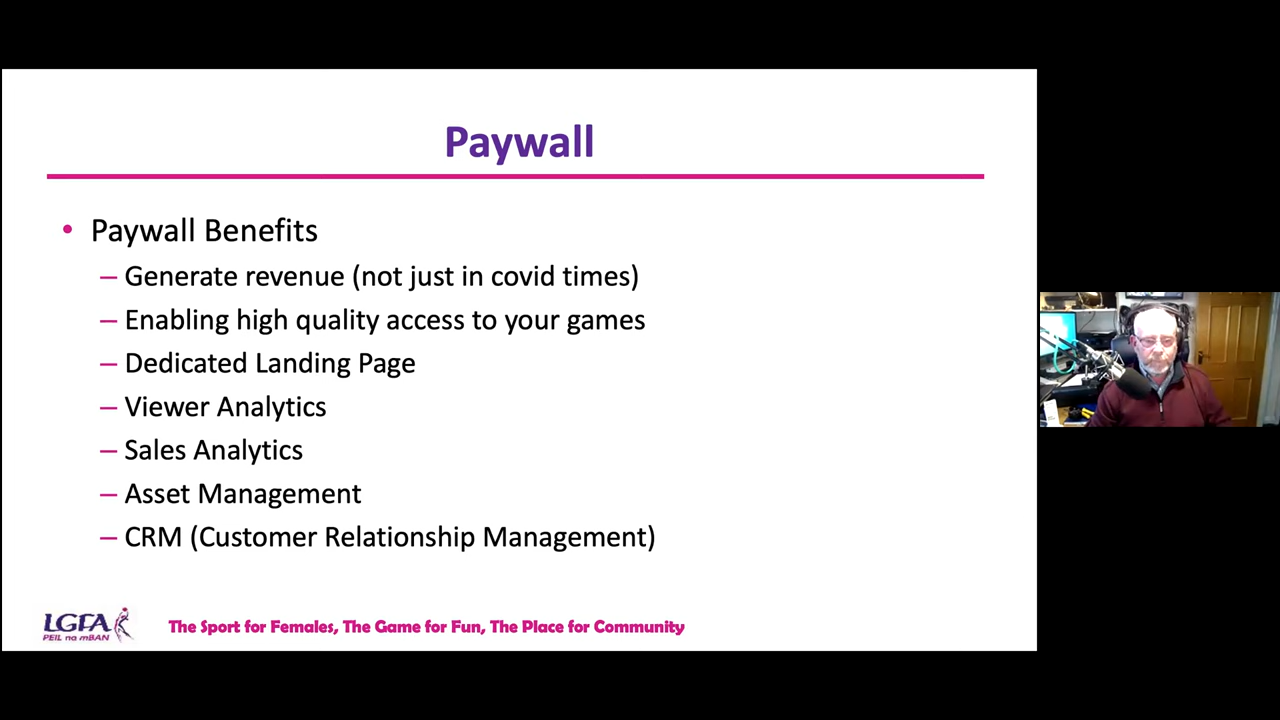 Paywall
• Paywall Benefits
– Generate revenue (not just in covid times)
– Enabling high quality access to your games
– Dedicated Landing Page
– Viewer Analytics
– Sales Analytics
– Asset Management
– CRM (Customer Relationship Management)
LGFA
PEIL na mBAN
The Sport for Females, The Game for Fun, The Place for Community